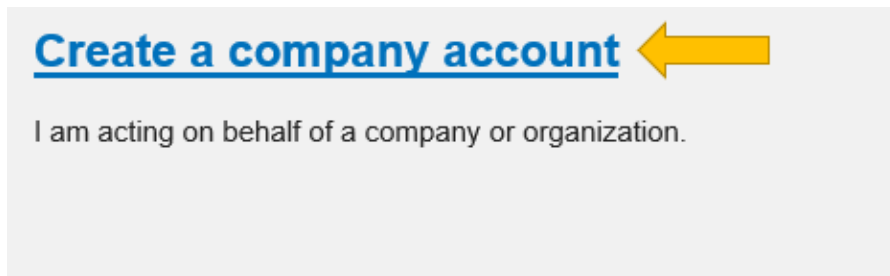 Create a company account
I am acting on behalf of a company or organization.